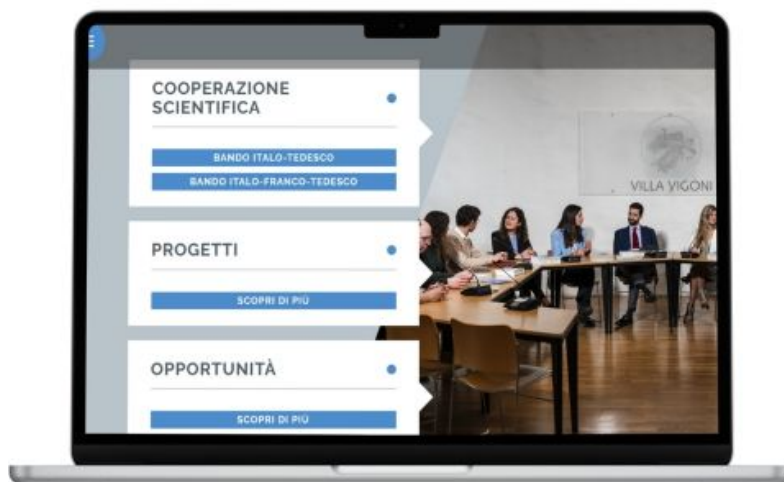 COOPERAZIONE
SCIENTIFICA
BANDO ITALO-TEDESCO
BANDO ITALO-FRANCO-TEDESCO
VILLA VIGONI
PROGETTI
SCOPRI DI PIÙ
OPPORTUNITÀ
SCOPRI DI PIÙ